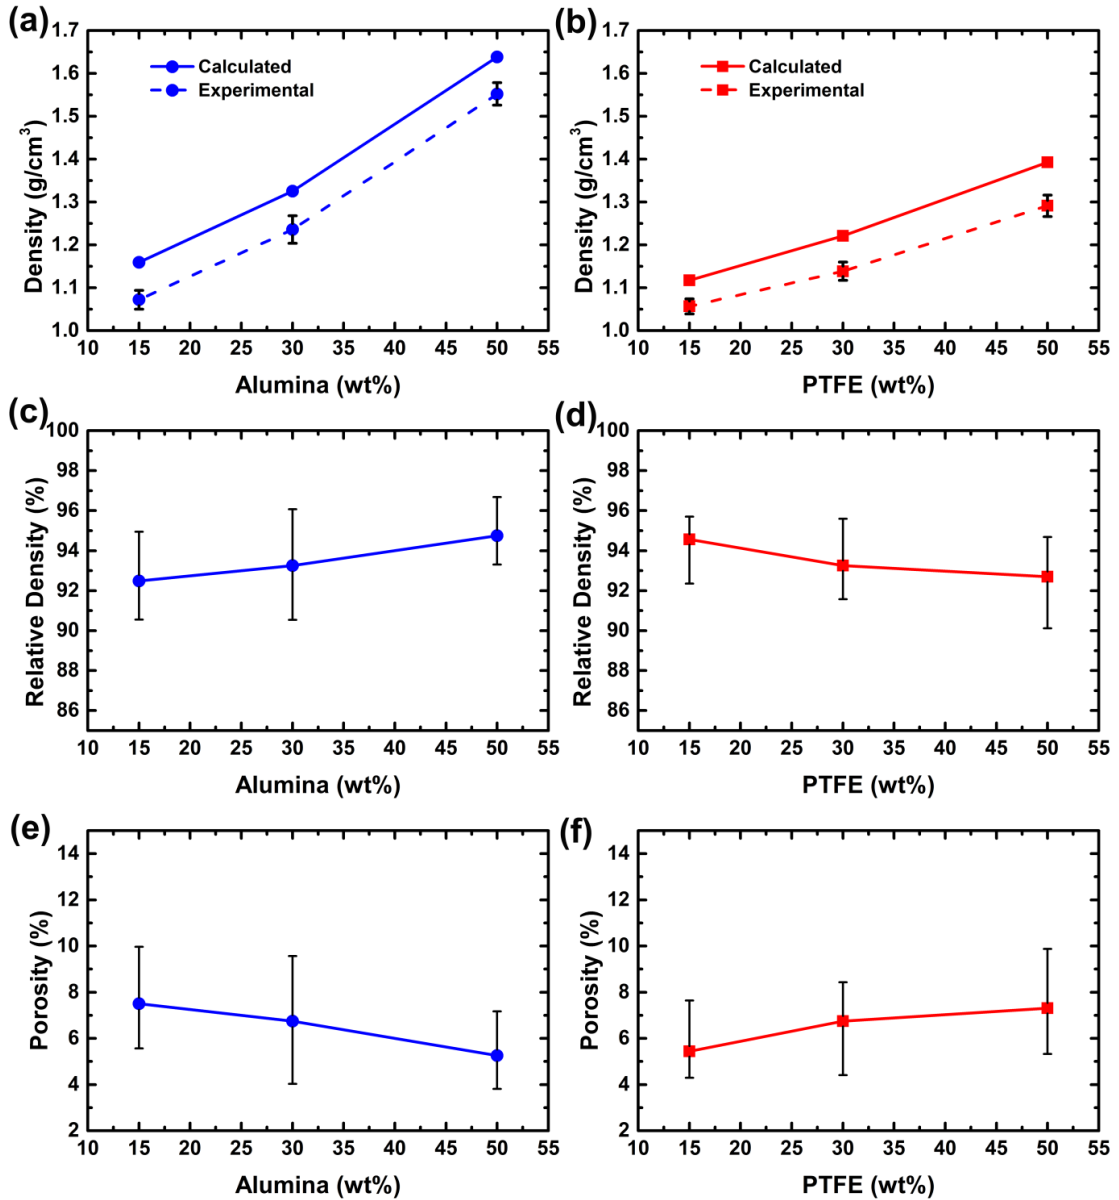 (a)
1.7
1.6
1.5
1.4
1.3
1.2
1.1
1.0
Density (g/cm³)
Calculated
Experimental
10 15 20 25 30 35 40 45 50 55
Alumina (wt%)
(b)
1.7
1.6
1.5
1.4
1.3
1.2
1.1
1.0
Density (g/cm³)
Calculated
Experimental
10 15 20 25 30 35 40 45 50 55
PTFE (wt%)
(c)
100
98
96
94
92
90
88
86
Relative Density (%)
10 15 20 25 30 35 40 45 50 55
Alumina (wt%)
(d)
100
98
96
94
92
90
88
86
Relative Density (%)
10 15 20 25 30 35 40 45 50 55
PTFE (wt%)
(e)
14
12
10
8
6
4
2
Porosity (%)
10 15 20 25 30 35 40 45 50 55
Alumina (wt%)
(f)
14
12
10
8
6
4
2
Porosity (%)
10 15 20 25 30 35 40 45 50 55
PTFE (wt%)